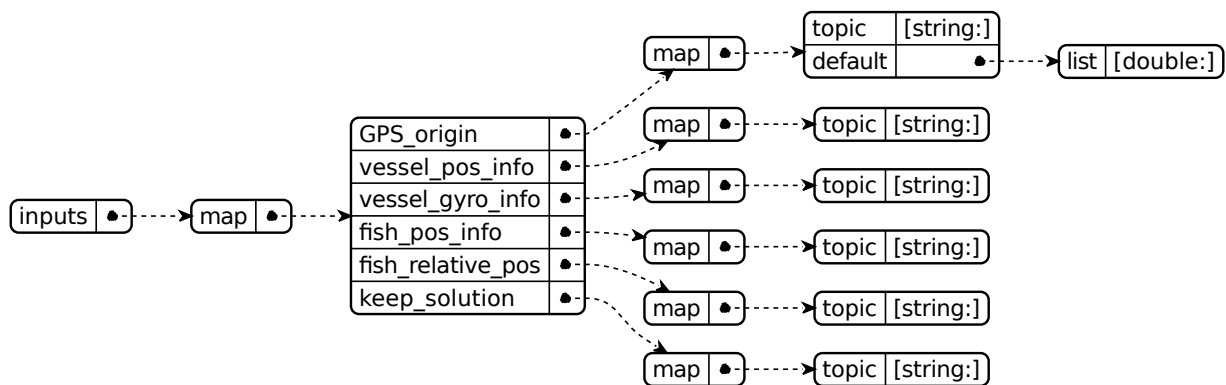 inputs
map
GPS_origin
vessel_pos_info
vessel_gyro_info
fish_pos_info
fish_relative_pos
keep_solution
map
topic [string:]
default
list [double:]
map
topic [string:]
map
topic [string:]
map
topic [string:]
map
topic [string:]
map
topic [string:]